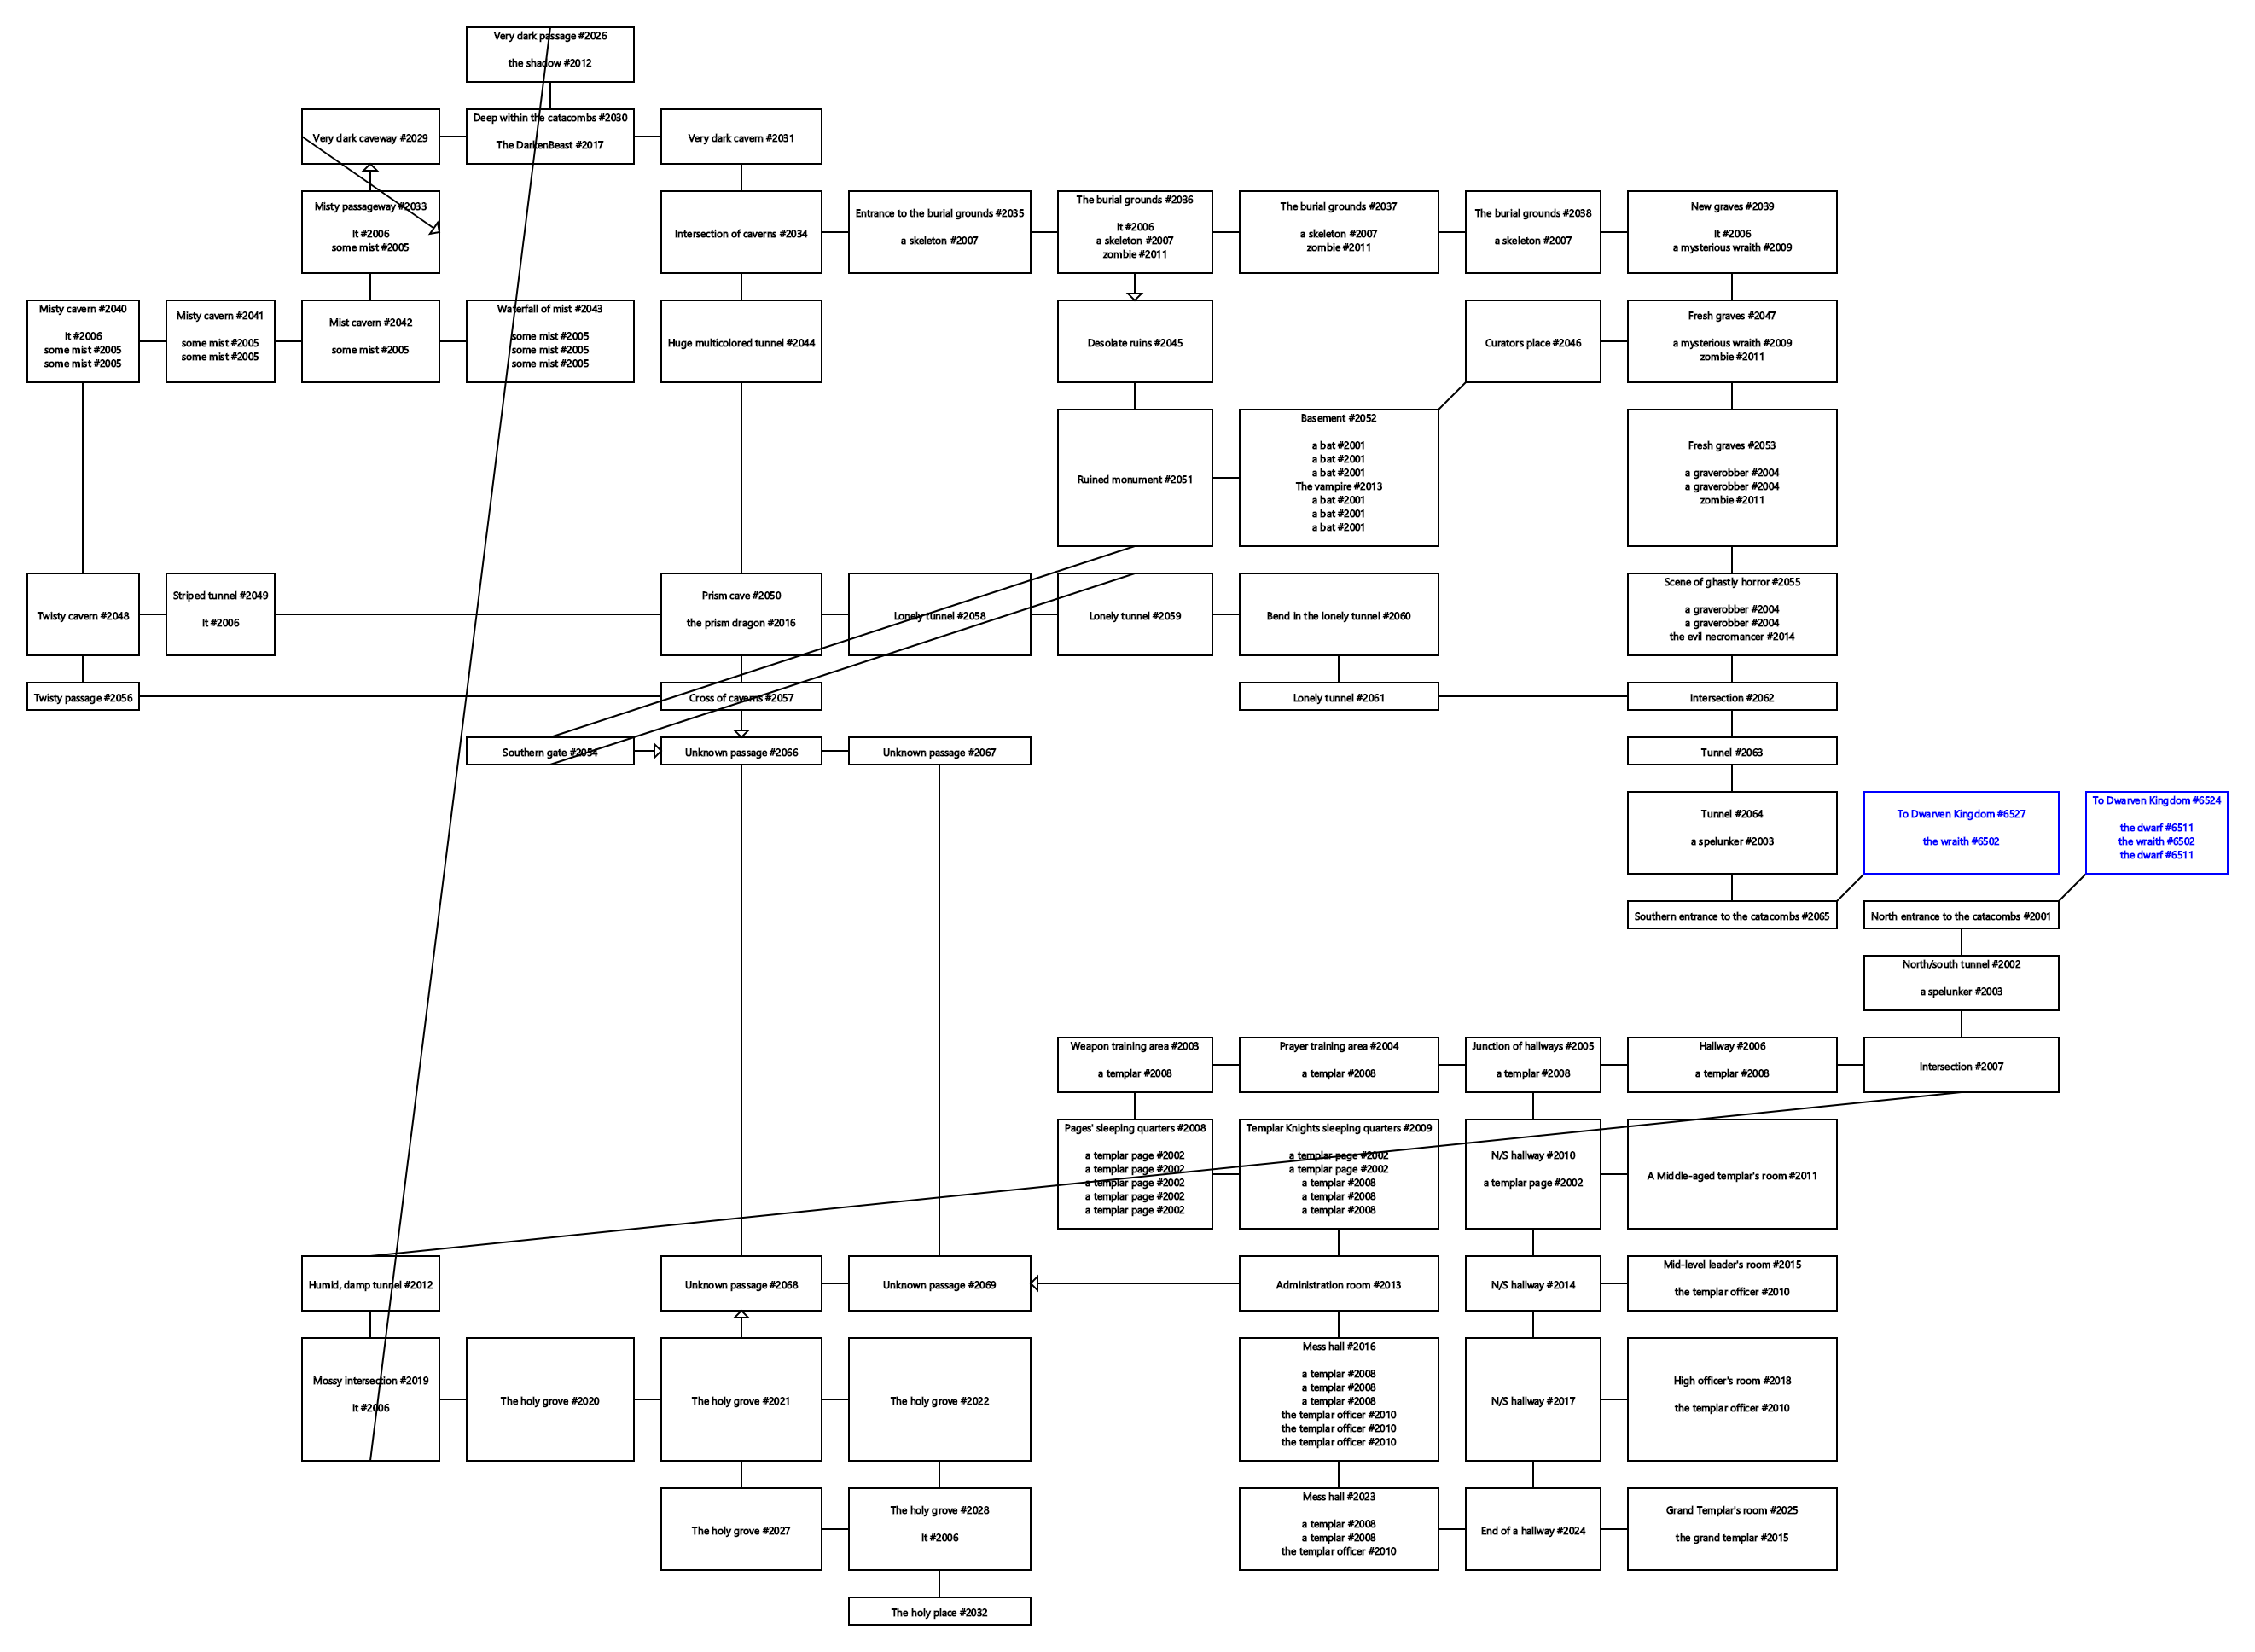 Very dark passage #2026
the shadow #2012
Very dark caveway #2029
Deep within the catacombs #2030
The DarkenBeast #2017
Very dark cavern #2031
Misty passageway #2033
It #2006
some mist #2005
Intersection of caverns #2034
Entrance to the burial grounds #2035
a skeleton #2007
The burial grounds #2036
It #2006
a skeleton #2007
zombie #2011
The burial grounds #2037
a skeleton #2007
zombie #2011
The burial grounds #2038
a skeleton #2007
New graves #2039
It #2006
a mysterious wraith #2009
Misty cavern #2040
It #2006
some mist #2005
some mist #2005
Misty cavern #2041
some mist #2005
some mist #2005
Mist cavern #2042
some mist #2005
Waterfall of mist #2043
some mist #2005
some mist #2005
some mist #2005
Huge multicolored tunnel #2044
Desolate ruins #2045
Curators place #2046
Fresh graves #2047
a mysterious wraith #2009
zombie #2011
Ruined monument #2051
Basement #2052
a bat #2001
a bat #2001
a bat #2001
The vampire #2013
a bat #2001
a bat #2001
a bat #2001
Fresh graves #2053
a graverobber #2004
a graverobber #2004
zombie #2011
Twisty cavern #2048
Striped tunnel #2049
It #2006
Prism cave #2050
the prism dragon #2016
Lonely tunnel #2058
Lonely tunnel #2059
Bend in the lonely tunnel #2060
Scene of ghastly horror #2055
a graverobber #2004
a graverobber #2004
the evil necromancer #2014
Twisty passage #2056
Cross of caverns #2057
Lonely tunnel #2061
Intersection #2062
Southern gate #2054
Unknown passage #2066
Unknown passage #2067
Tunnel #2063
Tunnel #2064
a spelunker #2003
To Dwarven Kingdom #6527
the wraith #6502
To Dwarven Kingdom #6524
the dwarf #6511
the wraith #6502
the dwarf #6511
Southern entrance to the catacombs #2065
North entrance to the catacombs #2001
North/south tunnel #2002
a spelunker #2003
Weapon training area #2003
a templar #2008
Prayer training area #2004
a templar #2008
Junction of hallways #2005
a templar #2008
Hallway #2006
a templar #2008
Intersection #2007
Pages' sleeping quarters #2008
a templar page #2002
a templar page #2002
a templar page #2002
a templar page #2002
a templar page #2002
Templar Knights sleeping quarters #2009
a templar page #2002
a templar page #2002
a templar #2008
a templar #2008
a templar #2008
N/S hallway #2010
a templar page #2002
A Middle-aged templar's room #2011
Humid, damp tunnel #2012
Unknown passage #2068
Unknown passage #2069
Administration room #2013
N/S hallway #2014
Mid-level leader's room #2015
the templar officer #2010
Mossy intersection #2019
It #2006
The holy grove #2020
The holy grove #2021
The holy grove #2022
Mess hall #2016
a templar #2008
a templar #2008
a templar #2008
the templar officer #2010
the templar officer #2010
the templar officer #2010
N/S hallway #2017
High officer's room #2018
the templar officer #2010
The holy grove #2027
The holy grove #2028
It #2006
Mess hall #2023
a templar #2008
a templar #2008
the templar officer #2010
End of a hallway #2024
Grand Templar's room #2025
the grand templar #2015
The holy place #2032